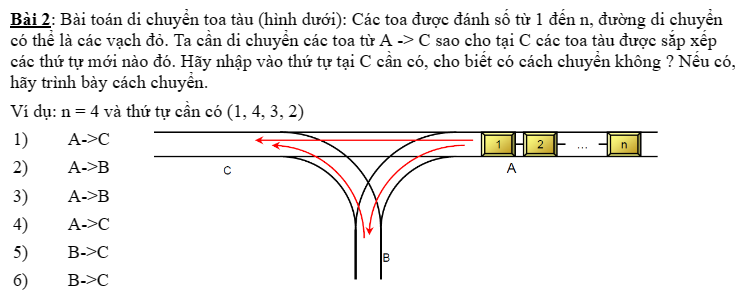 Bài 2: Bài toán di chuyển toa tàu (hình dưới): Các toa được đánh số từ 1 đến n, đường di chuyển
có thể là các vạch đỏ. Ta cần di chuyển các toa từ A -> C sao cho tại C các toa tàu được sắp xếp
các thứ tự mới nào đó. Hãy nhập vào thứ tự tại C cần có, cho biết có cách chuyển không ? Nếu có,
hãy trình bày cách chuyển.
Ví dụ: n = 4 và thứ tự cần có (1, 4, 3, 2)
1) A->C
2) A->B
3) A->B
4) A->C
5) B->C
6) B->C
1 2 ... n
C A
B